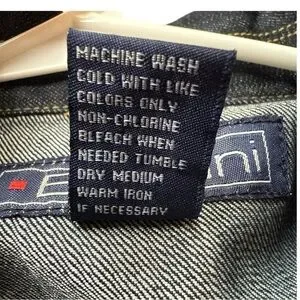 MACHINE WASH
COLD WITH LIKE
COLORS ONLY
NON-CHLORINE
BLEACH WHEN
NEEDED TUMBLE
DRY MEDIUM
WARM IRON
IF NECESSARY